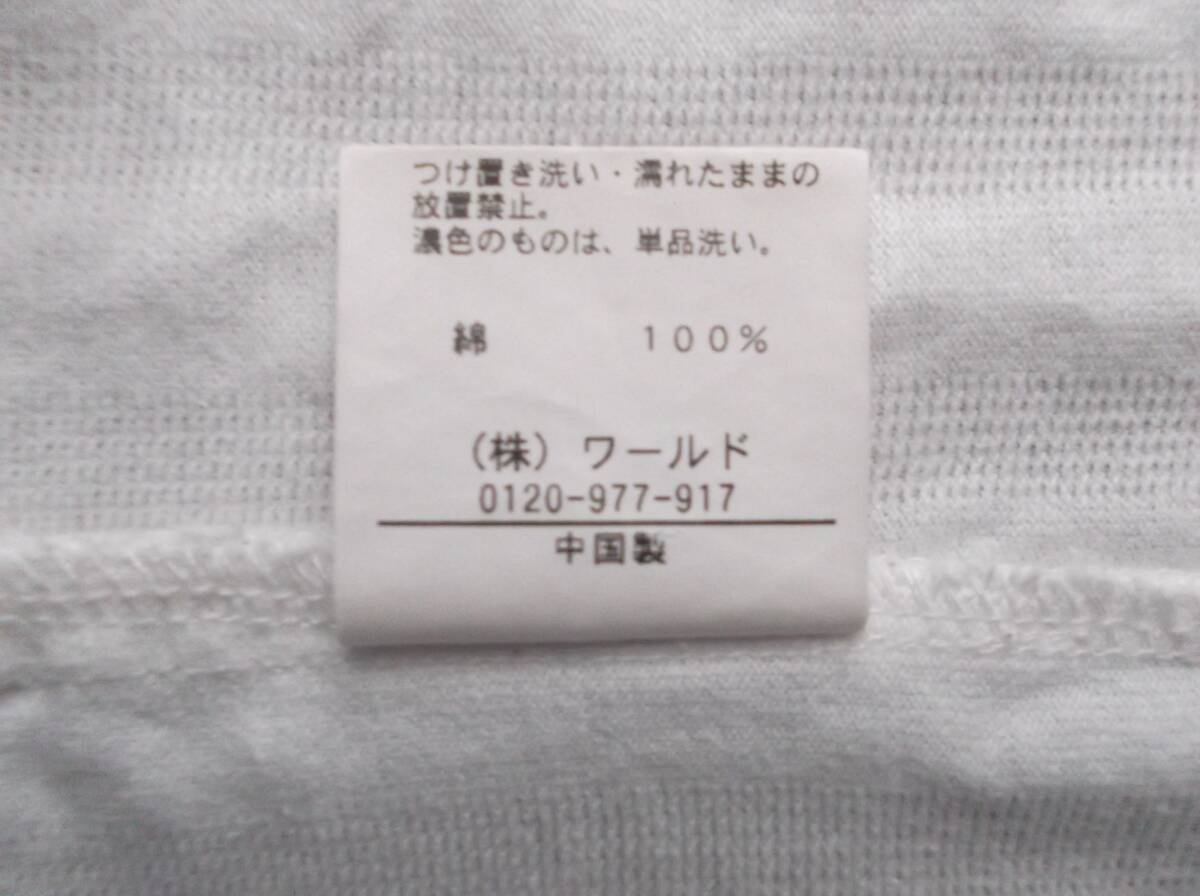 つけ置き洗い・濡れたままの
放置禁止。
濃色のものは、単品洗い。
綿 100%
(株) ワールド
0120-977-917
中国製